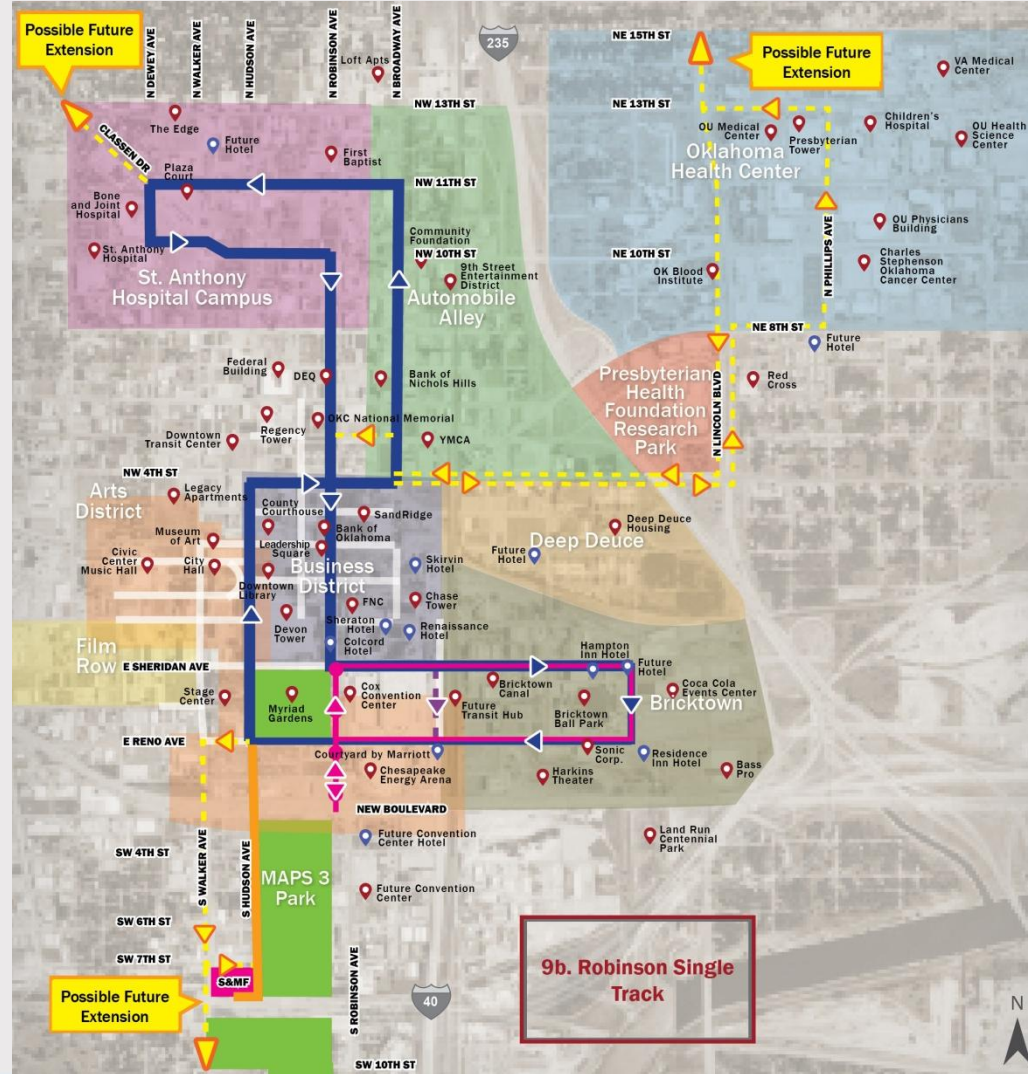 Possible Future
Extension
N DEWEY AVE
N WALKER AVE
N HUDSON AVE
N ROBINSON AVE
N BROADWAY AVE
Loft Apts
235
NE 15TH ST
Possible Future
Extension
VA Medical
Center
NW 13TH ST
NE 13TH ST
The Edge
Future
Hotel
First
Baptist
CLASSEN DR
OU Medical
Center
Presbyterian
Tower
Children's
Hospital
OU Health
Science
Center
Oklahoma
Health Center
Plaza
Court
NW 11TH ST
Bone
and Joint
Hospital
St. Anthony
Hospital
St. Anthony
Hospital Campus
Community
Foundation
NW 10TH ST
9th Street
Entertainment
District
Automobile
Alley
NE 10TH ST
OK Blood
Institute
N PHILLIPS AVE
OU Physicians
Building
Charles
Stephenson
Oklahoma
Cancer Center
NE 8TH ST
Future
Hotel
Federal
Building
DEQ
Bank of
Nichols Hills
Presbyterian
Health
Foundation
Research
Park
N LINCOLN BLVD
Red
Cross
Regency
Tower
OKC National Memorial
Downtown
Transit Center
YMCA
NW 4TH ST
Arts
District
Legacy
Apartments
County
Courthouse
SandRidge
Museum
of Art
Bank of
Oklahoma
Deep Deuce
Housing
Deep Deuce
Civic
Center
Music Hall
City
Hall
Leadership
Square
Business
District
Skirvin
Hotel
Future
Hotel
Downtown
Library
Devon
Tower
FNC
Chase
Tower
Sheraton
Hotel
Colcord
Hotel
Renaissance
Hotel
Film
Row
E SHERIDAN AVE
Hampton
Inn Hotel
Future
Hotel
Stage
Center
Myriad
Gardens
Cox
Convention
Center
Bricktown
Canal
Future
Transit Hub
Bricktown
Ball Park
Coca Cola
Events Center
Bricktown
E RENO AVE
Courtyard by Marriott
Chesapeake
Energy Arena
Sonic
Corp.
Harkins
Theater
Residence
Inn Hotel
Bass
Pro
NEW BOULEVARD
Future Convention
Center Hotel
Land Run
Centennial
Park
SW 4TH ST
S WALKER AVE
S HUDSON AVE
MAPS 3
Park
Future Convention
Center
SW 6TH ST
SW 7TH ST
S&MF
S ROBINSON AVE
9b. Robinson Single
Track
Possible Future
Extension
40
N
SW 10TH ST